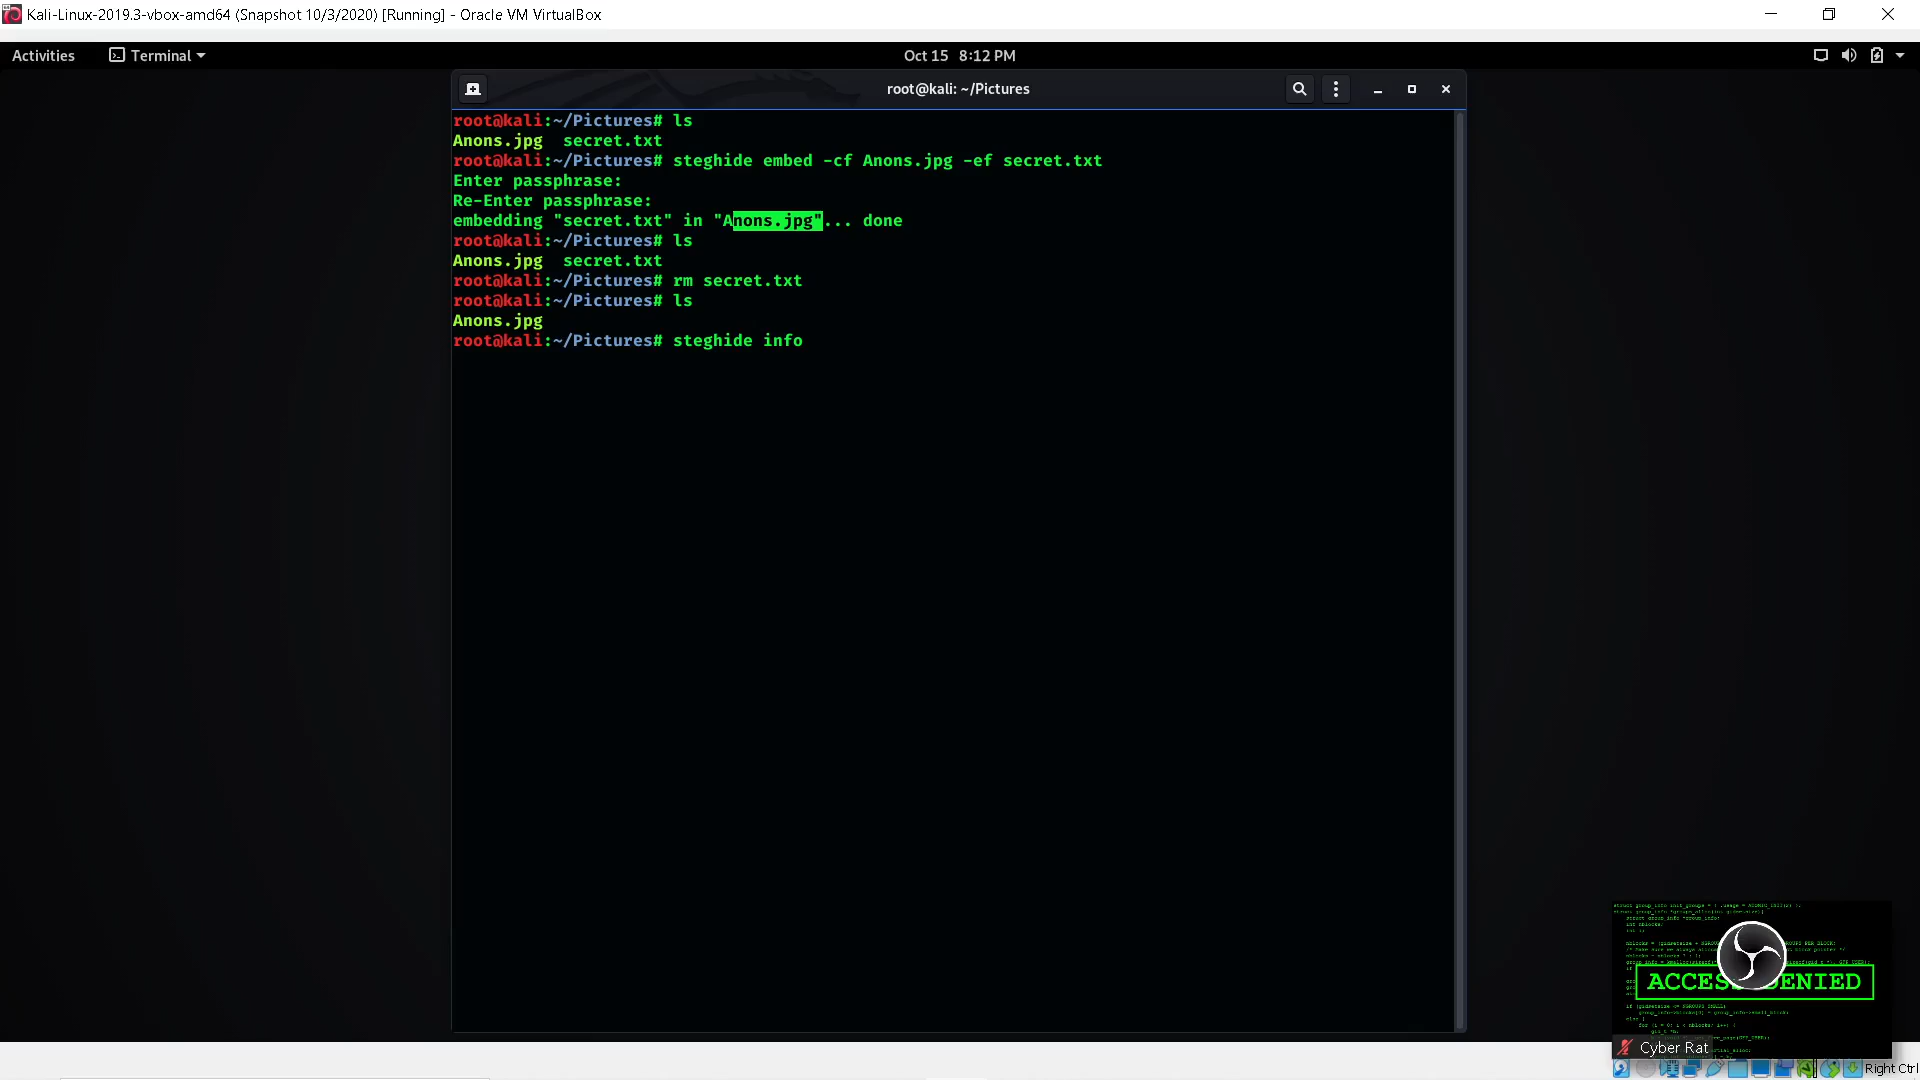 Kali-Linux-2019.3-vbox-amd64 (Snapshot 10/3/2020) [Running] - Oracle VM VirtualBox
Activities Terminal Oct 15 8:12 PM
root@kali: ~/Pictures
root@kali:~/Pictures# ls
Anons.jpg secret.txt
root@kali:~/Pictures# steghide embed -cf Anons.jpg -ef secret.txt
Enter passphrase:
Re-Enter passphrase:
embedding "secret.txt" in "Anons.jpg"... done
root@kali:~/Pictures# ls
Anons.jpg secret.txt
root@kali:~/Pictures# rm secret.txt
root@kali:~/Pictures# ls
Anons.jpg
root@kali:~/Pictures# steghide info
Cyber Rat
Right Ctrl